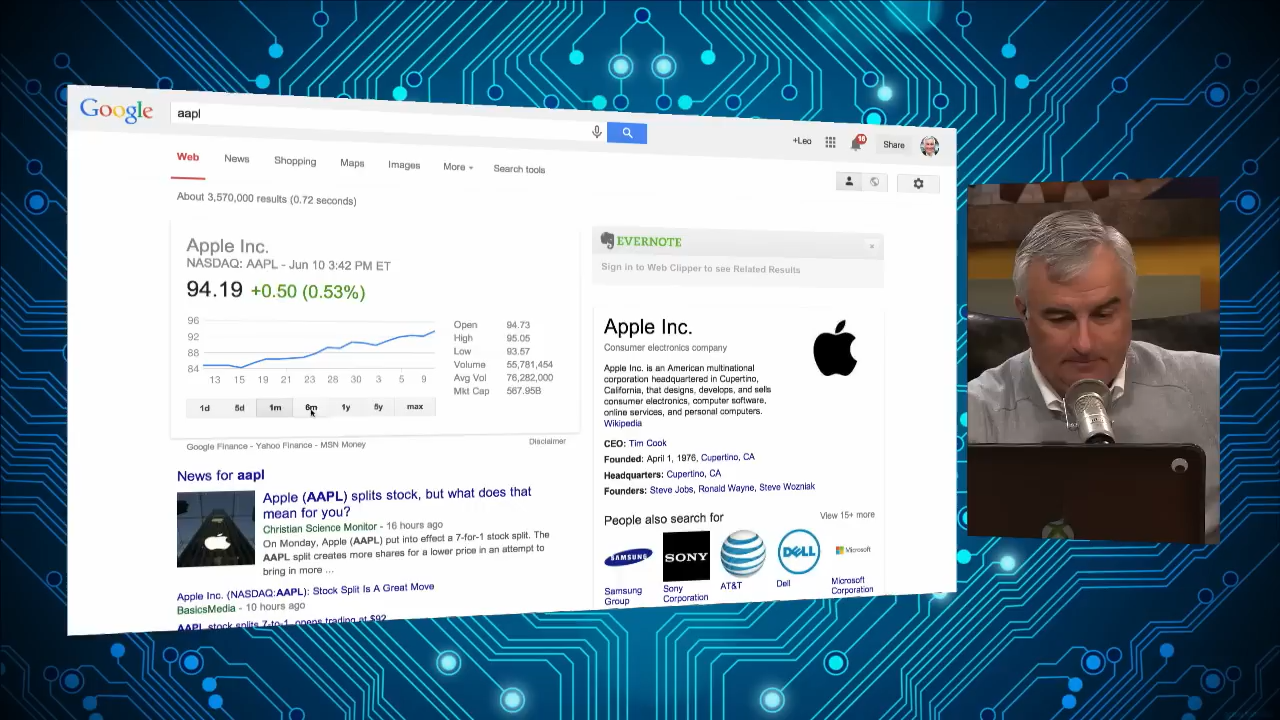 Google
aapl
+Leo
Share
Web News Shopping Maps Images More Search tools
About 3,570,000 results (0.72 seconds)
Apple Inc.
NASDAQ: AAPL - Jun 10 3:42 PM ET
94.19 +0.50 (0.53%)
96
92
88
84
13 15 19 21 23 28 30 3 5 9
Open 94.73
High 95.05
Low 93.57
Volume 55,781,454
Avg Vol 76,282,000
Mkt Cap 567.95B
1d 5d 1m 6m 1y 5y max
Google Finance - Yahoo Finance - MSN Money
Disclaimer
News for aapl
Apple (AAPL) splits stock, but what does that
mean for you?
Christian Science Monitor - 16 hours ago
On Monday, Apple (AAPL) put into effect a 7-for-1 stock split. The
AAPL split creates more shares for a lower price in an attempt to
bring in more ...
Apple Inc. (NASDAQ:AAPL): Stock Split Is A Great Move
BasicsMedia - 10 hours ago
AAPL stock splits 7-to-1, opens trading at $92
EVERNOTE
Sign in to Web Clipper to see Related Results
Apple Inc.
Consumer electronics company
Apple Inc. is an American multinational
corporation headquartered in Cupertino,
California, that designs, develops, and sells
consumer electronics, computer software,
online services, and personal computers.
Wikipedia
CEO: Tim Cook
Founded: April 1, 1976, Cupertino, CA
Headquarters: Cupertino, CA
Founders: Steve Jobs, Ronald Wayne, Steve Wozniak
People also search for
View 15+ more
SAMSUNG
SONY
at&t
DELL
Microsoft
Samsung
Group
Sony
Corporation
AT&T
Dell
Microsoft
Corporation